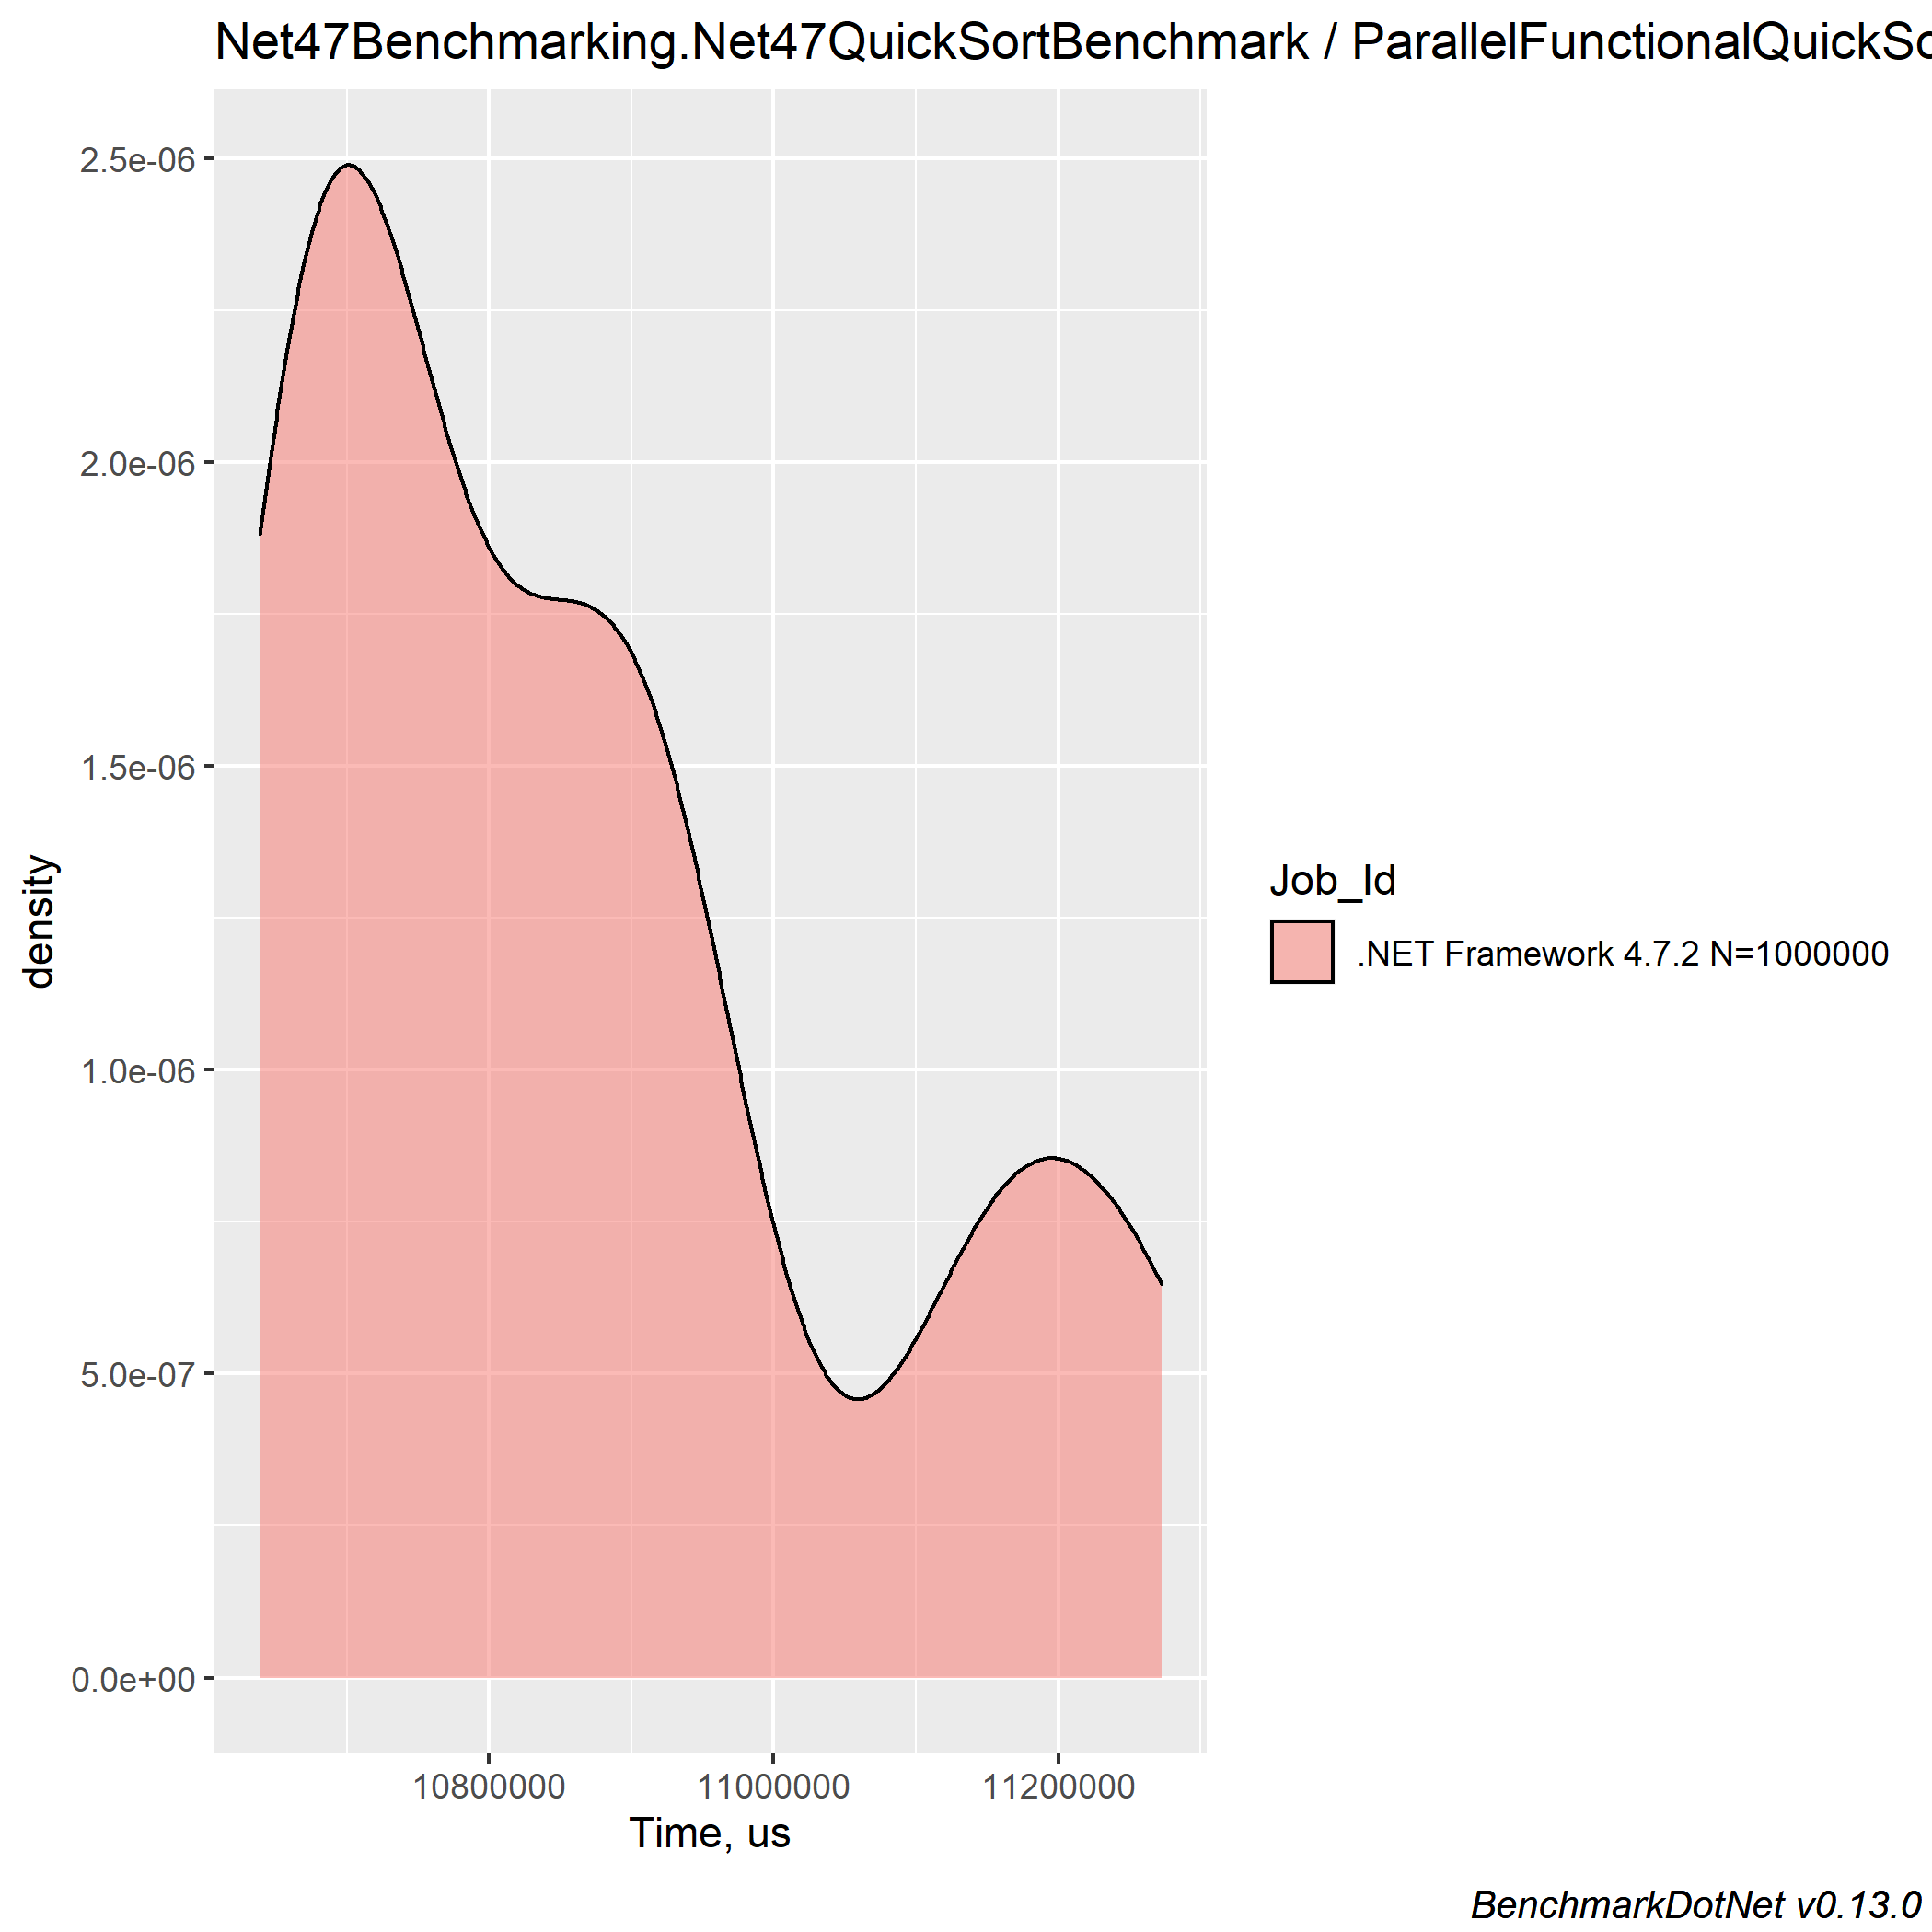 Net47Benchmarking.Net47QuickSortBenchmark / ParallelFunctionalQuickSo
2.5e-06
2.0e-06
1.5e-06
1.0e-06
5.0e-07
0.0e+00
density
10800000 11000000 11200000
Time, us
Job_Id
.NET Framework 4.7.2 N=1000000
BenchmarkDotNet v0.13.0